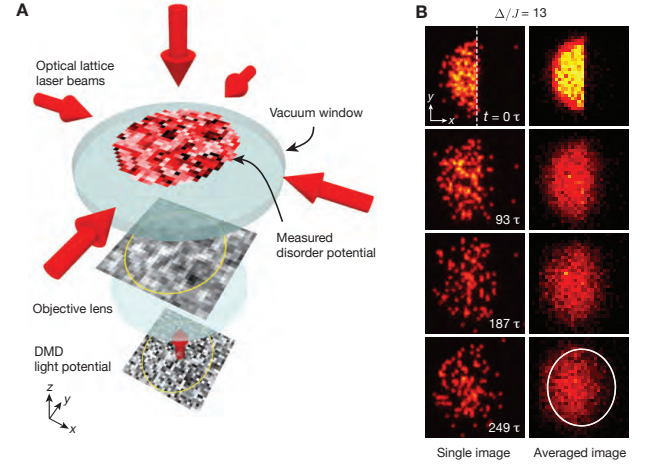 A
Optical lattice
laser beams
Vacuum window
Measured
disorder potential
Objective lens
DMD
light potential
z
y
x
B
Δ/J = 13
y
x
t = 0 τ
93 τ
187 τ
249 τ
Single image
Averaged image